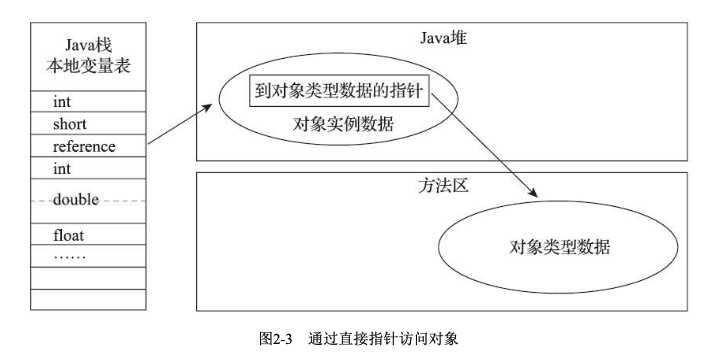 Java栈
本地变量表
int
short
reference
int
double
float
……
Java堆
到对象类型数据的指针
对象实例数据
方法区
对象类型数据
图2-3 通过直接指针访问对象